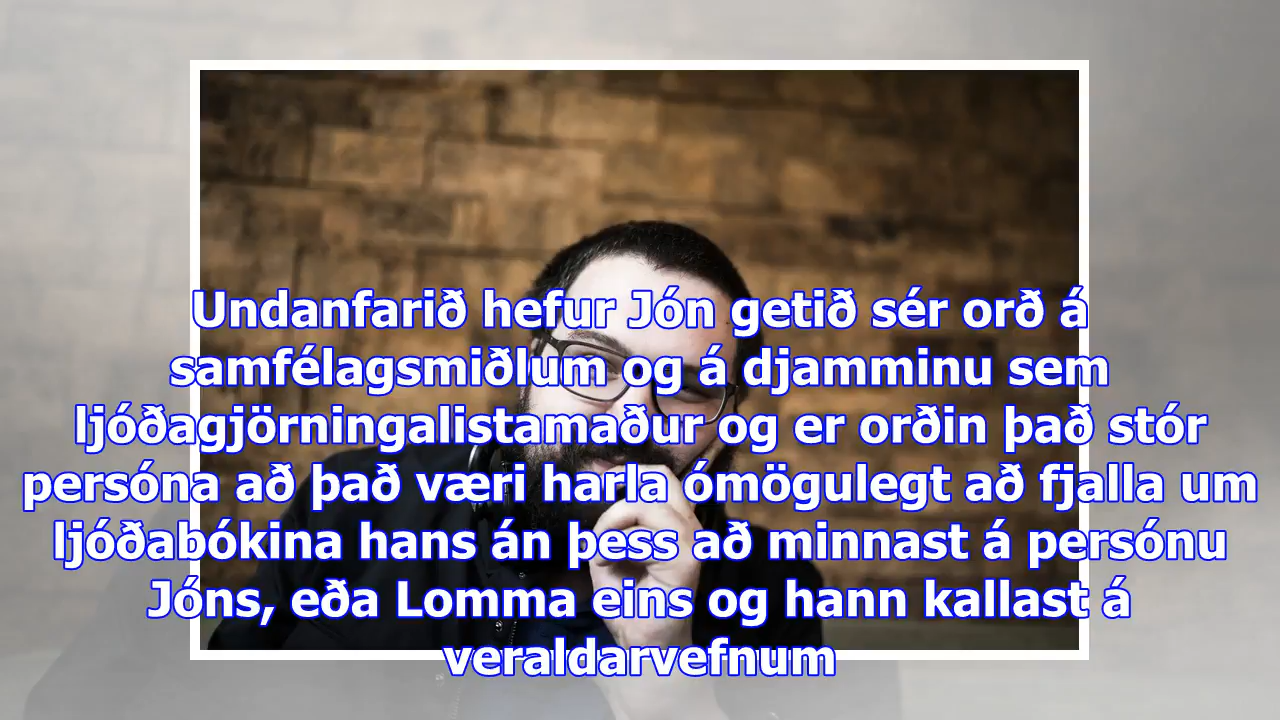 Undanfarið hefur Jón getið sér orð á
samfélagsmiðlum og á djamminu sem
ljóðagjörningalistamaður og er orðin það stór
persóna að það væri harla ómögulegt að fjalla um
ljóðabókina hans án þess að minnast á persónu
Jóns, eða Lomma eins og hann kallast á
veraldarvefnum